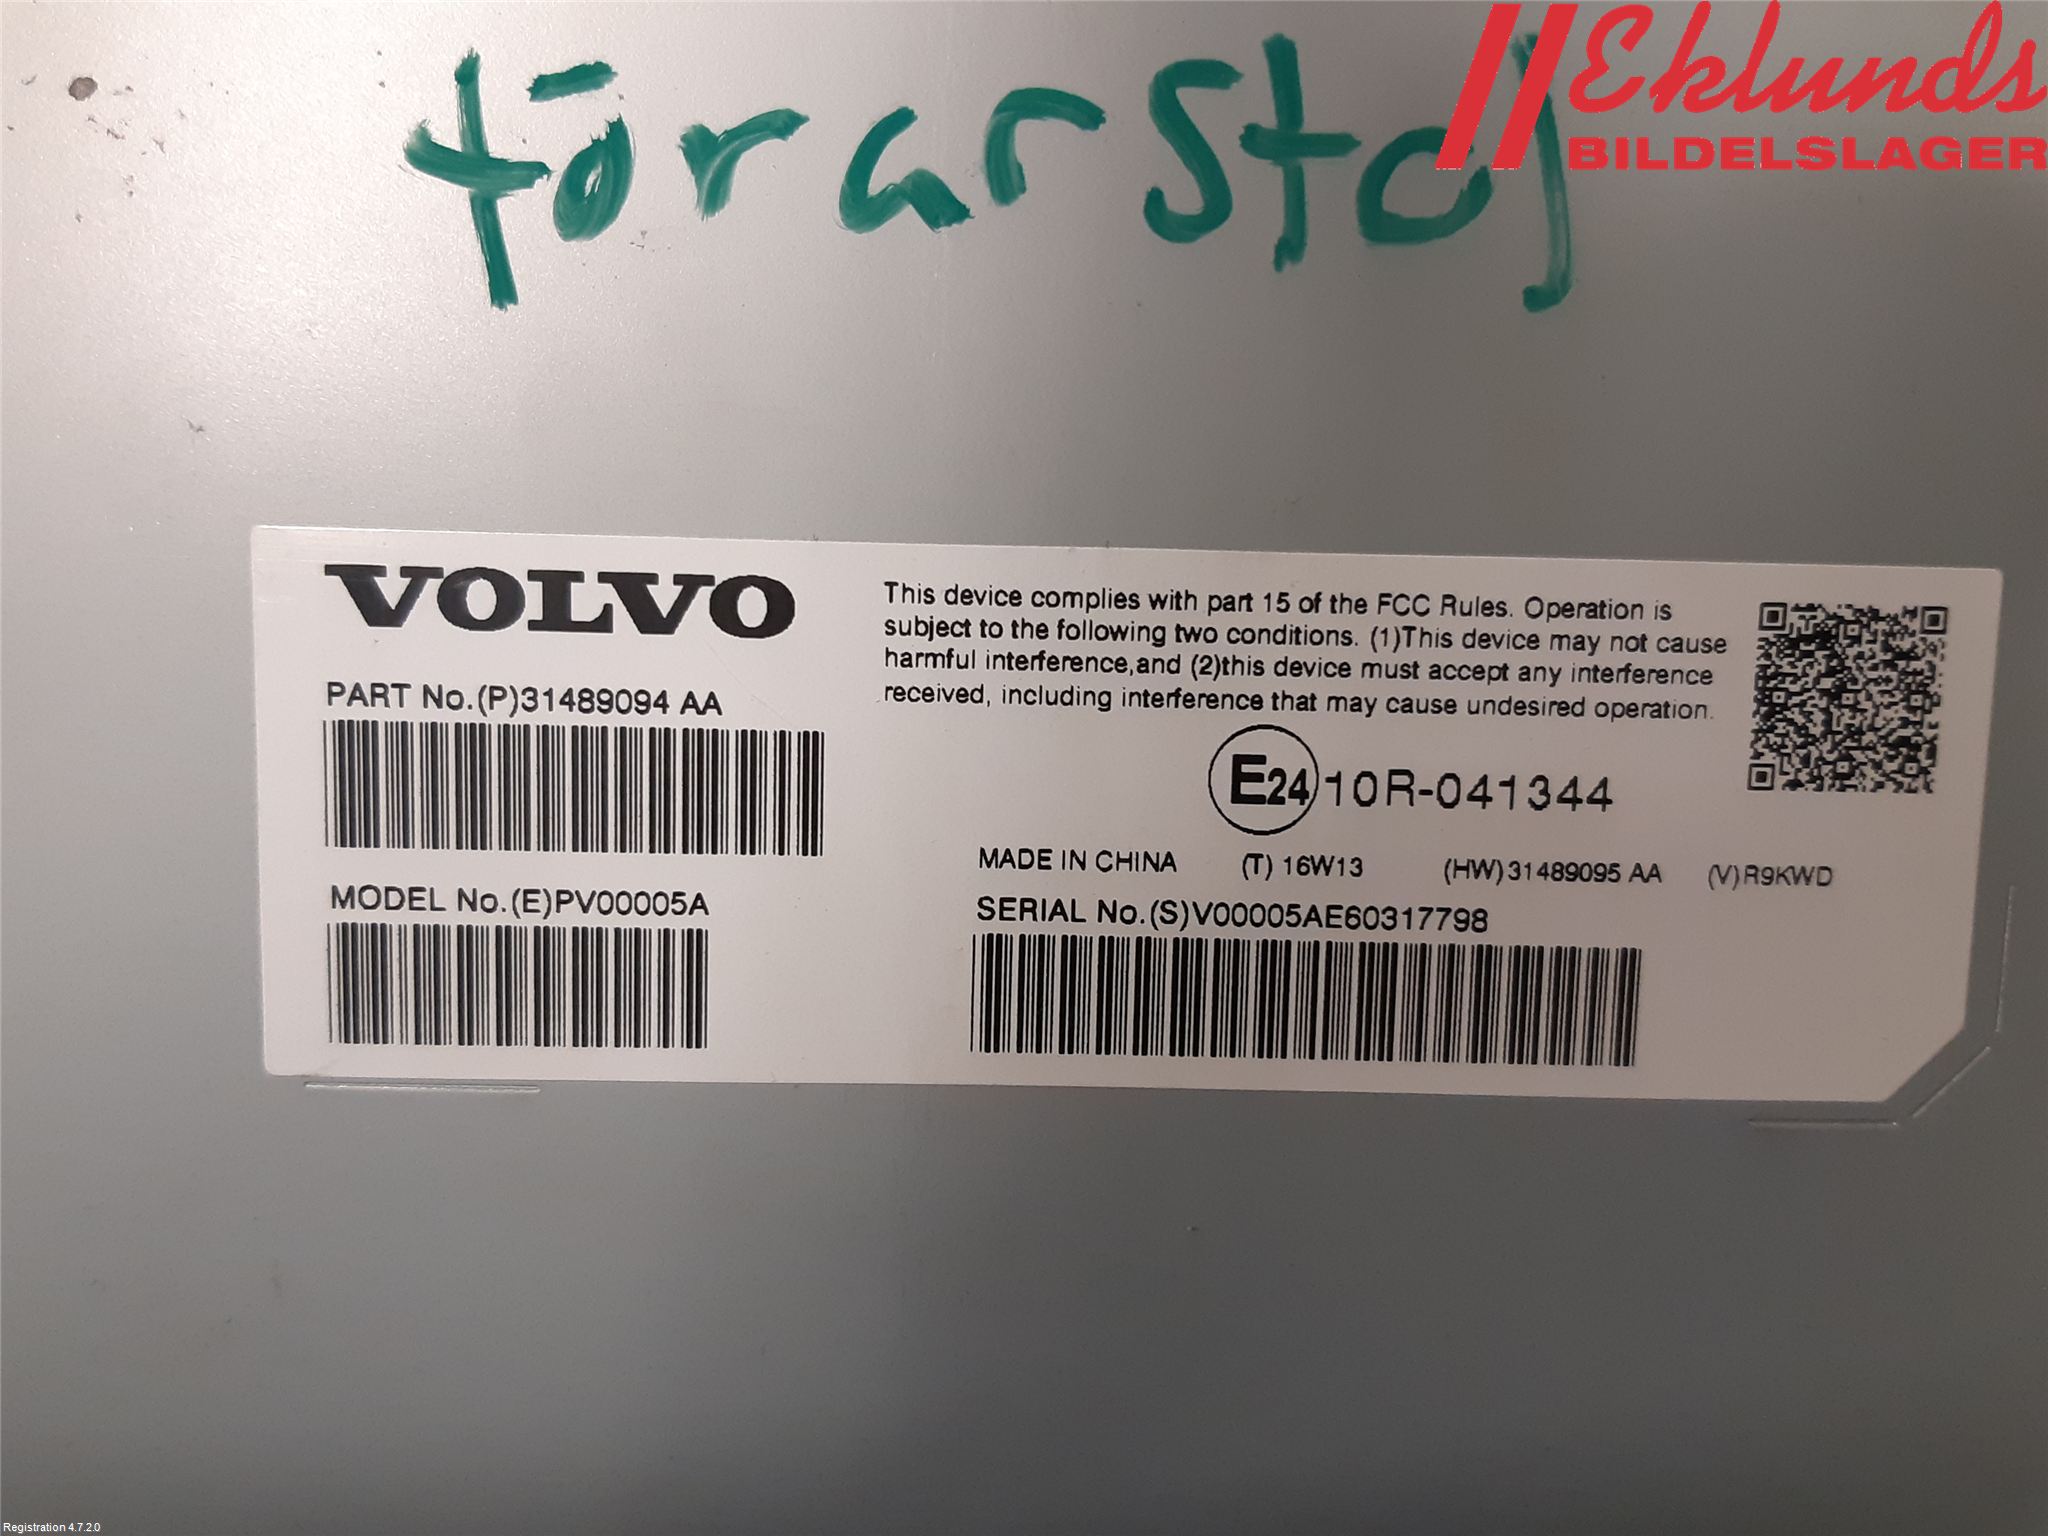 förarstol
Eklunds
BILDELSLAGER
VOLVO
This device complies with part 15 of the FCC Rules. Operation is
subject to the following two conditions. (1)This device may not cause
harmful interference,and (2)this device must accept any interference
received, including interference that may cause undesired operation.
PART No.(P)31489094 AA
E24 10R-041344
MADE IN CHINA (T) 16W13 (HW)31489095 AA (V)R9KWD
MODEL No.(E)PV00005A
SERIAL No.(S)V00005AE60317798
Registration 4.7.2.0